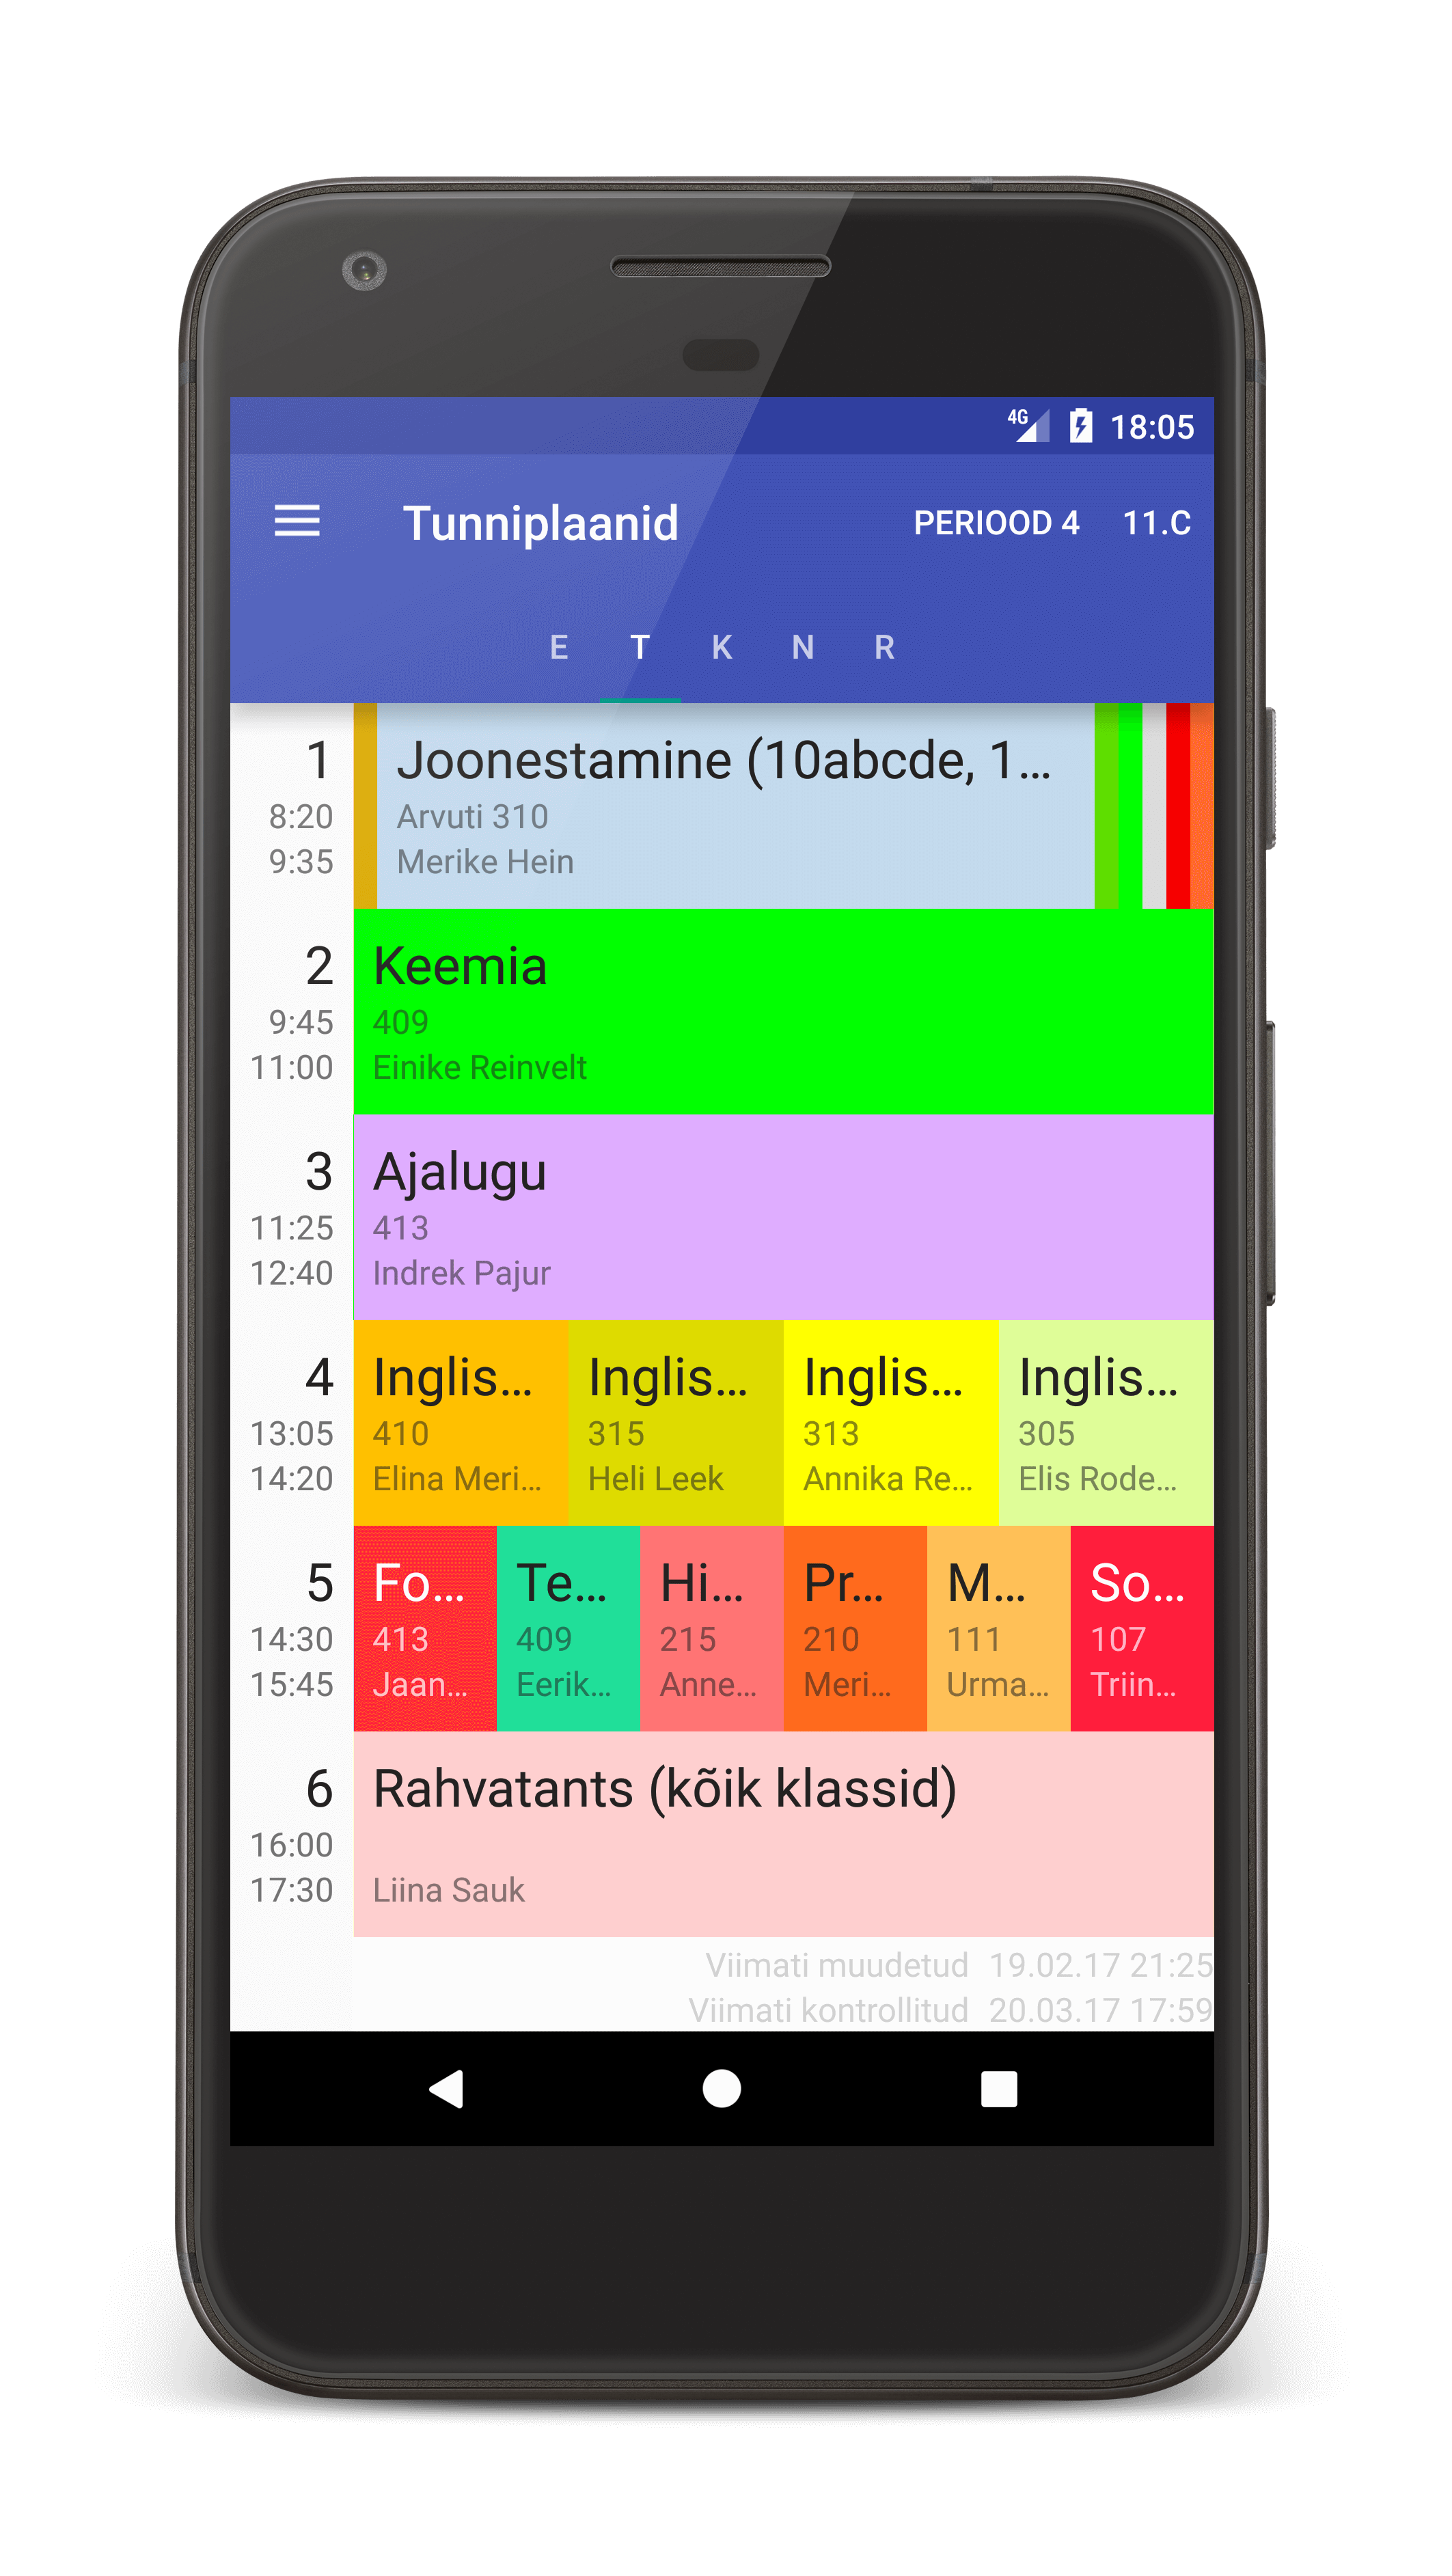 4G 18:05
Tunniplaanid PERIOOD 4 11.C
E T K N R
1 Joonestamine (10abcde, 1...
8:20 Arvuti 310
9:35 Merike Hein
2 Keemia
9:45 409
11:00 Einike Reinvelt
3 Ajalugu
11:25 413
12:40 Indrek Pajur
4 Inglis... Inglis... Inglis... Inglis...
13:05 410 315 313 305
14:20 Elina Meri... Heli Leek Annika Re... Elis Rode...
5 Fo... Te... Hi... Pr... M... So...
14:30 413 409 215 210 111 107
15:45 Jaan... Eerik... Anne... Meri... Urma... Triin...
6 Rahvatants (kõik klassid)
16:00
17:30 Liina Sauk
Viimati muudetud 19.02.17 21:25
Viimati kontrollitud 20.03.17 17:59